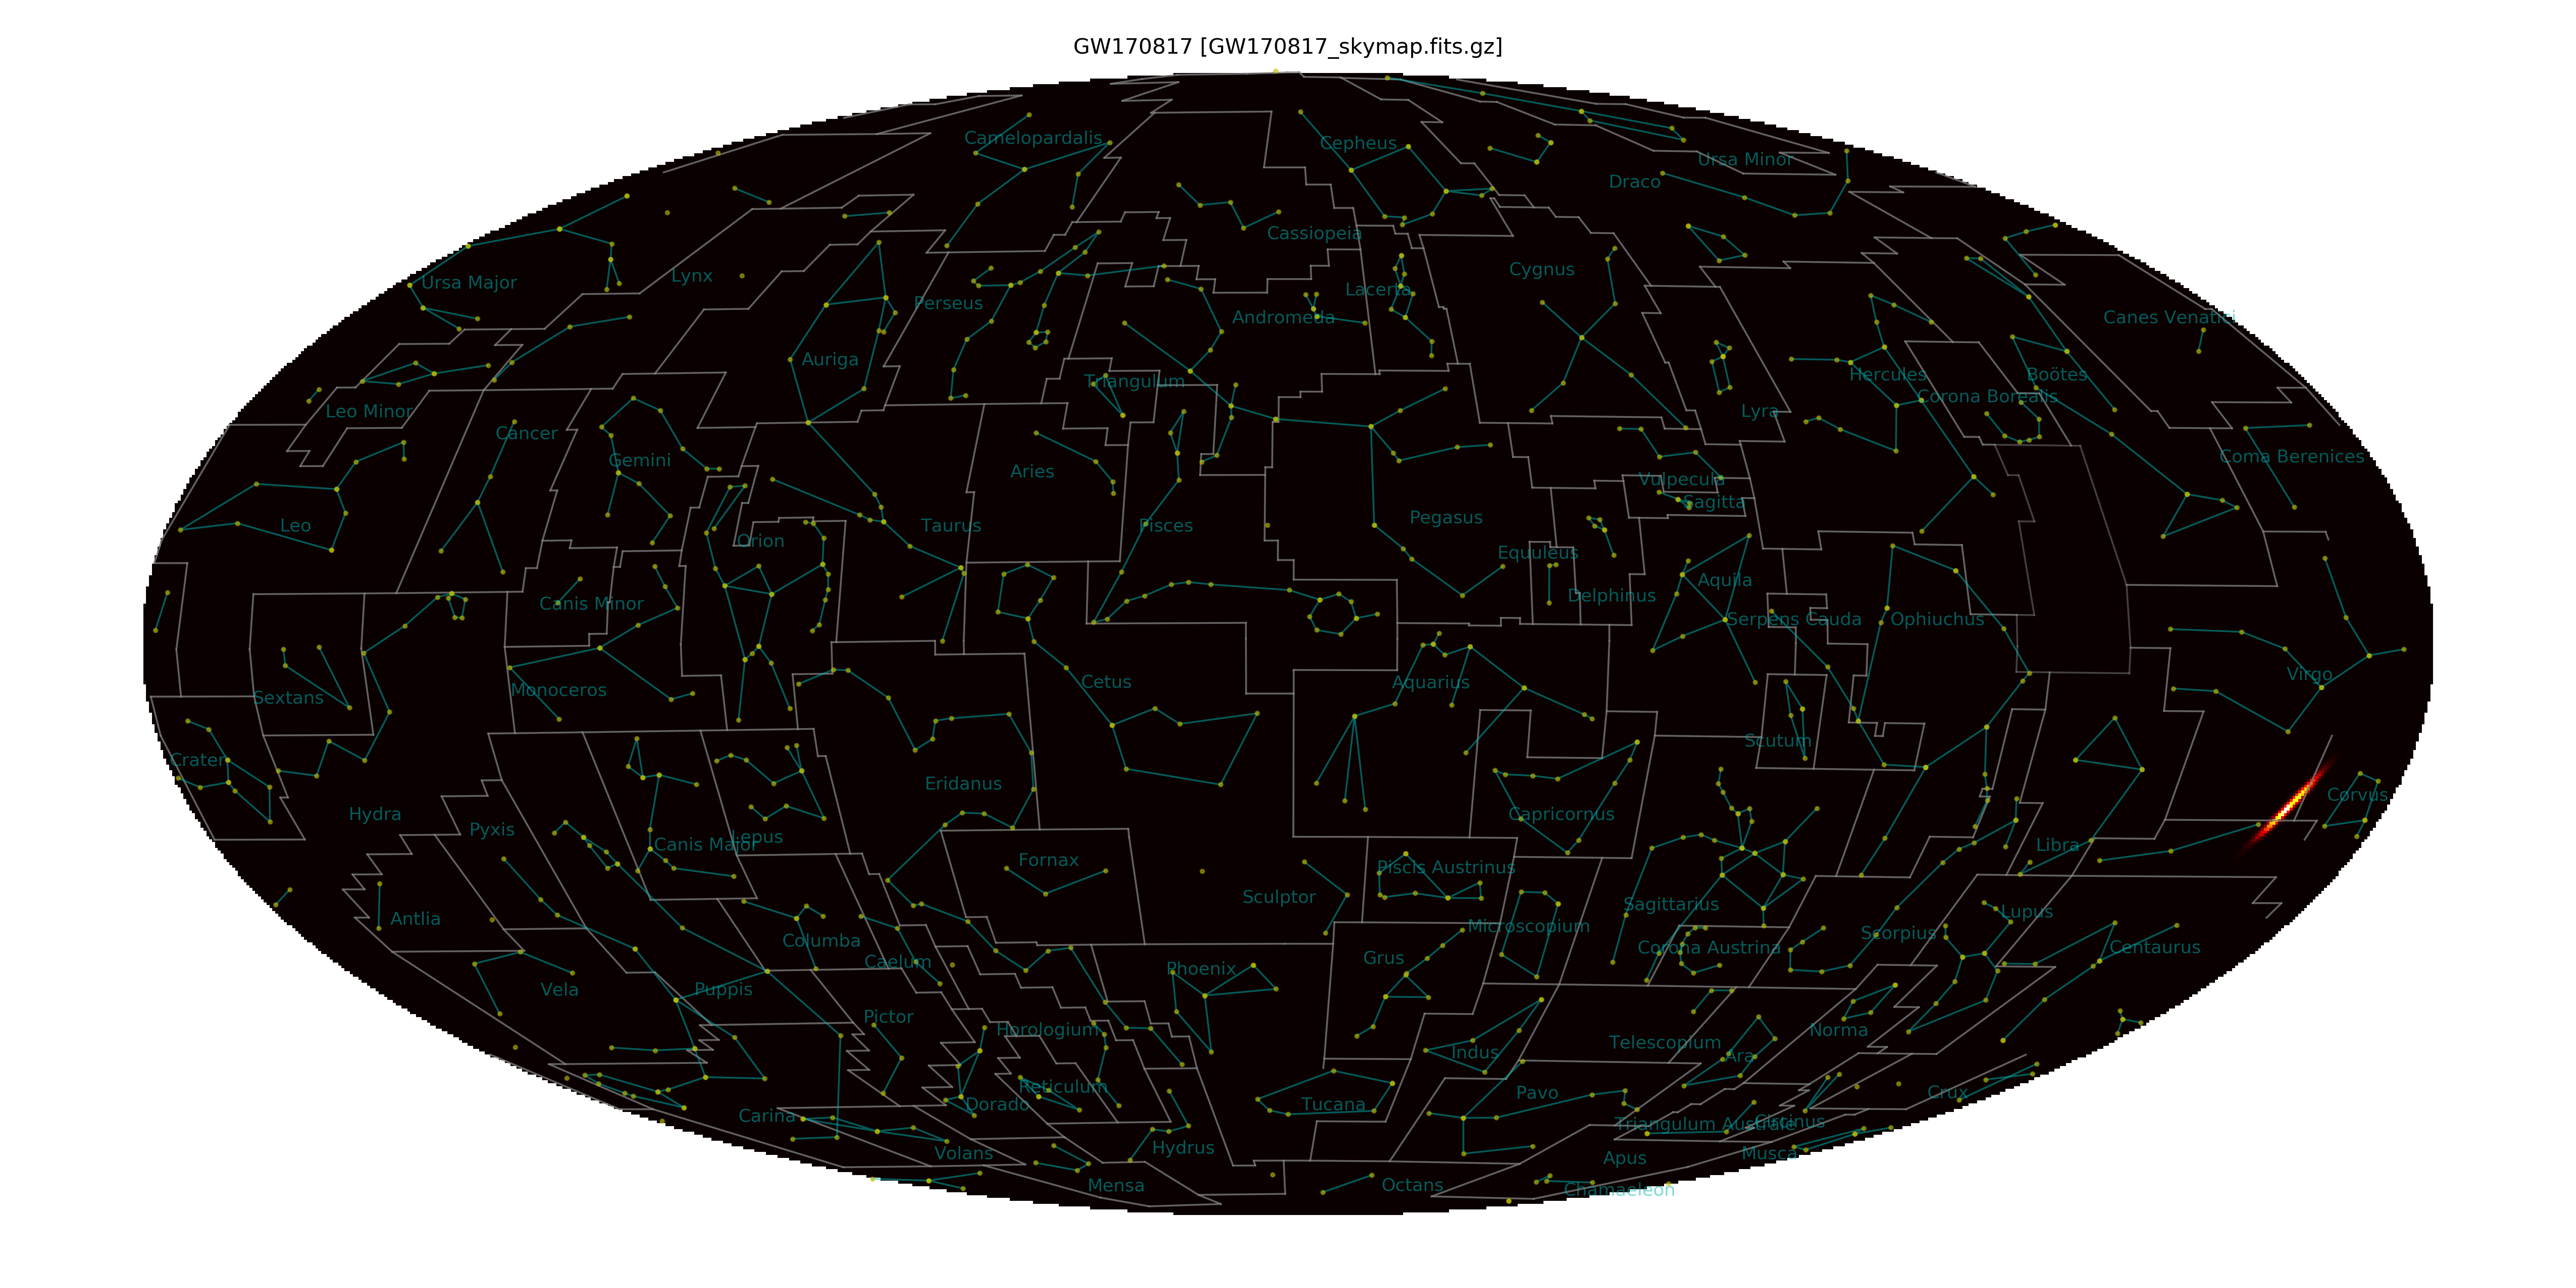 GW170817 [GW170817_skymap.fits.gz]
Camelopardalis
Cepheus
Ursa Minor
Draco
Cassiopeia
Cygnus
Ursa Major
Lynx
Lacerta
Perseus
Andromeda
Canes Venatici
Auriga
Triangulum
Hercules
Boötes
Corona Borealis
Leo Minor
Lyra
Cancer
Gemini
Aries
Coma Berenices
Vulpecula
Sagitta
Leo
Taurus
Pisces
Pegasus
Orion
Equuleus
Aquila
Canis Minor
Delphinus
Serpens Cauda
Ophiuchus
Virgo
Cetus
Aquarius
Monoceros
Sextans
Scutum
Crater
Eridanus
Corvus
Hydra
Capricornus
Pyxis
Lepus
Canis Major
Libra
Fornax
Piscis Austrinus
Sculptor
Sagittarius
Lupus
Antlia
Microscopium
Scorpius
Columba
Corona Austrina
Centaurus
Caelum
Grus
Phoenix
Vela
Puppis
Pictor
Horologium
Norma
Telescopium
Indus
Ara
Reticulum
Pavo
Crux
Dorado
Tucana
Carina
Triangulum Australe
Circinus
Hydrus
Volans
Musca
Apus
Mensa
Octans
Chamaeleon